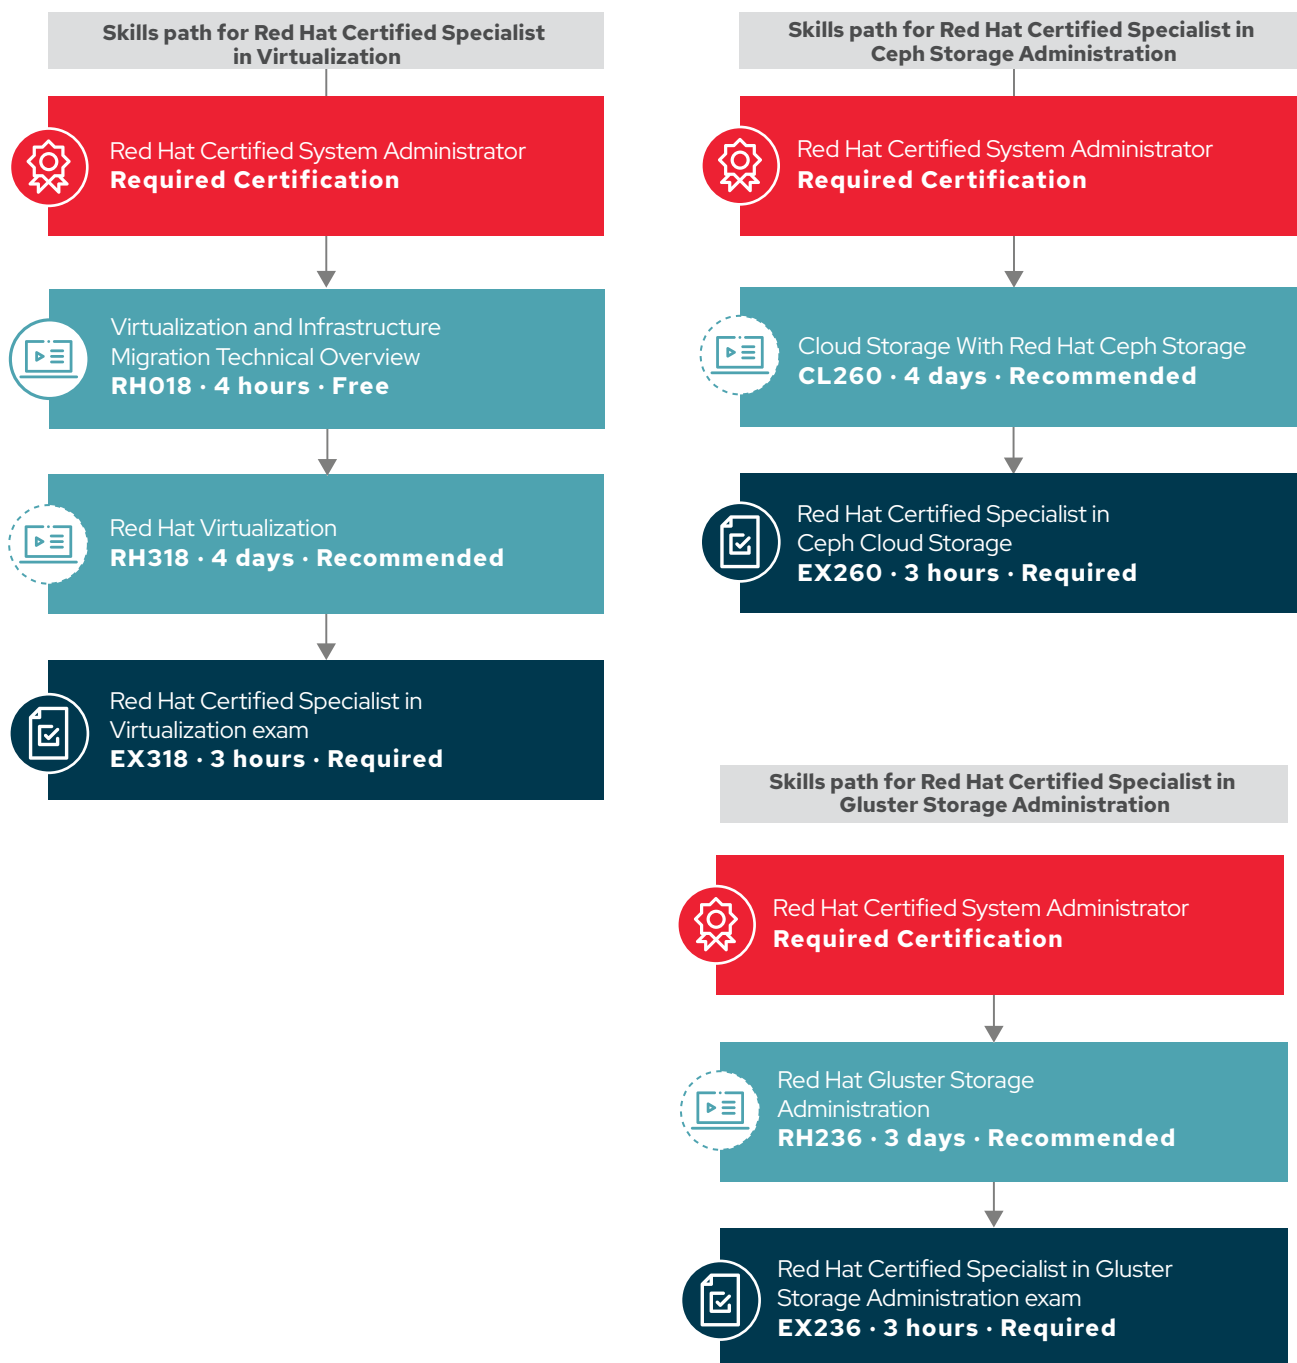 Skills path for Red Hat Certified Specialist
in Virtualization
Red Hat Certified System Administrator
Required Certification
Virtualization and Infrastructure
Migration Technical Overview
RH018 · 4 hours · Free
Red Hat Virtualization
RH318 · 4 days · Recommended
Red Hat Certified Specialist in
Virtualization exam
EX318 · 3 hours · Required
Skills path for Red Hat Certified Specialist in
Ceph Storage Administration
Red Hat Certified System Administrator
Required Certification
Cloud Storage With Red Hat Ceph Storage
CL260 · 4 days · Recommended
Red Hat Certified Specialist in
Ceph Cloud Storage
EX260 · 3 hours · Required
Skills path for Red Hat Certified Specialist in
Gluster Storage Administration
Red Hat Certified System Administrator
Required Certification
Red Hat Gluster Storage
Administration
RH236 · 3 days · Recommended
Red Hat Certified Specialist in Gluster
Storage Administration exam
EX236 · 3 hours · Required